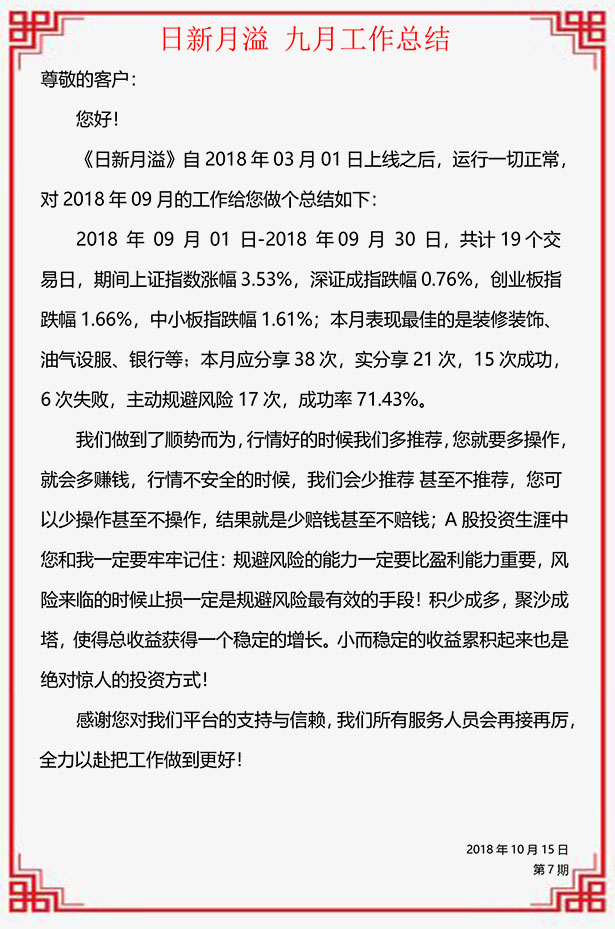 日新月溢 九月工作总结
尊敬的客户：
您好！
《日新月溢》自 2018 年 03 月 01 日上线之后，运行一切正常，
对 2018 年 09 月的工作给您做个总结如下：
2018 年 09 月 01 日-2018 年 09 月 30 日，共计 19 个交
易日，期间上证指数涨幅 3.53%，深证成指跌幅 0.76%，创业板指
跌幅 1.66%，中小板指跌幅 1.61%；本月表现最佳的是装修装饰、
油气设服、银行等；本月应分享 38 次，实分享 21 次，15 次成功，
6 次失败，主动规避风险 17 次，成功率 71.43%。
我们做到了顺势而为，行情好的时候我们多推荐，您就要多操作，
就会多赚钱，行情不安全的时候，我们会少推荐 甚至不推荐，您可
以少操作甚至不操作，结果就是少赔钱甚至不赔钱；A 股投资生涯中
您和我一定要牢牢记住：规避风险的能力一定要比盈利能力重要，风
险来临的时候止损一定是规避风险最有效的手段！积少成多，聚沙成
塔，使得总收益获得一个稳定的增长。小而稳定的收益累积起来也是
绝对惊人的投资方式！
感谢您对我们平台的支持与信赖，我们所有服务人员会再接再厉，
全力以赴把工作做到更好！
2018 年 10 月 15 日
第 7 期